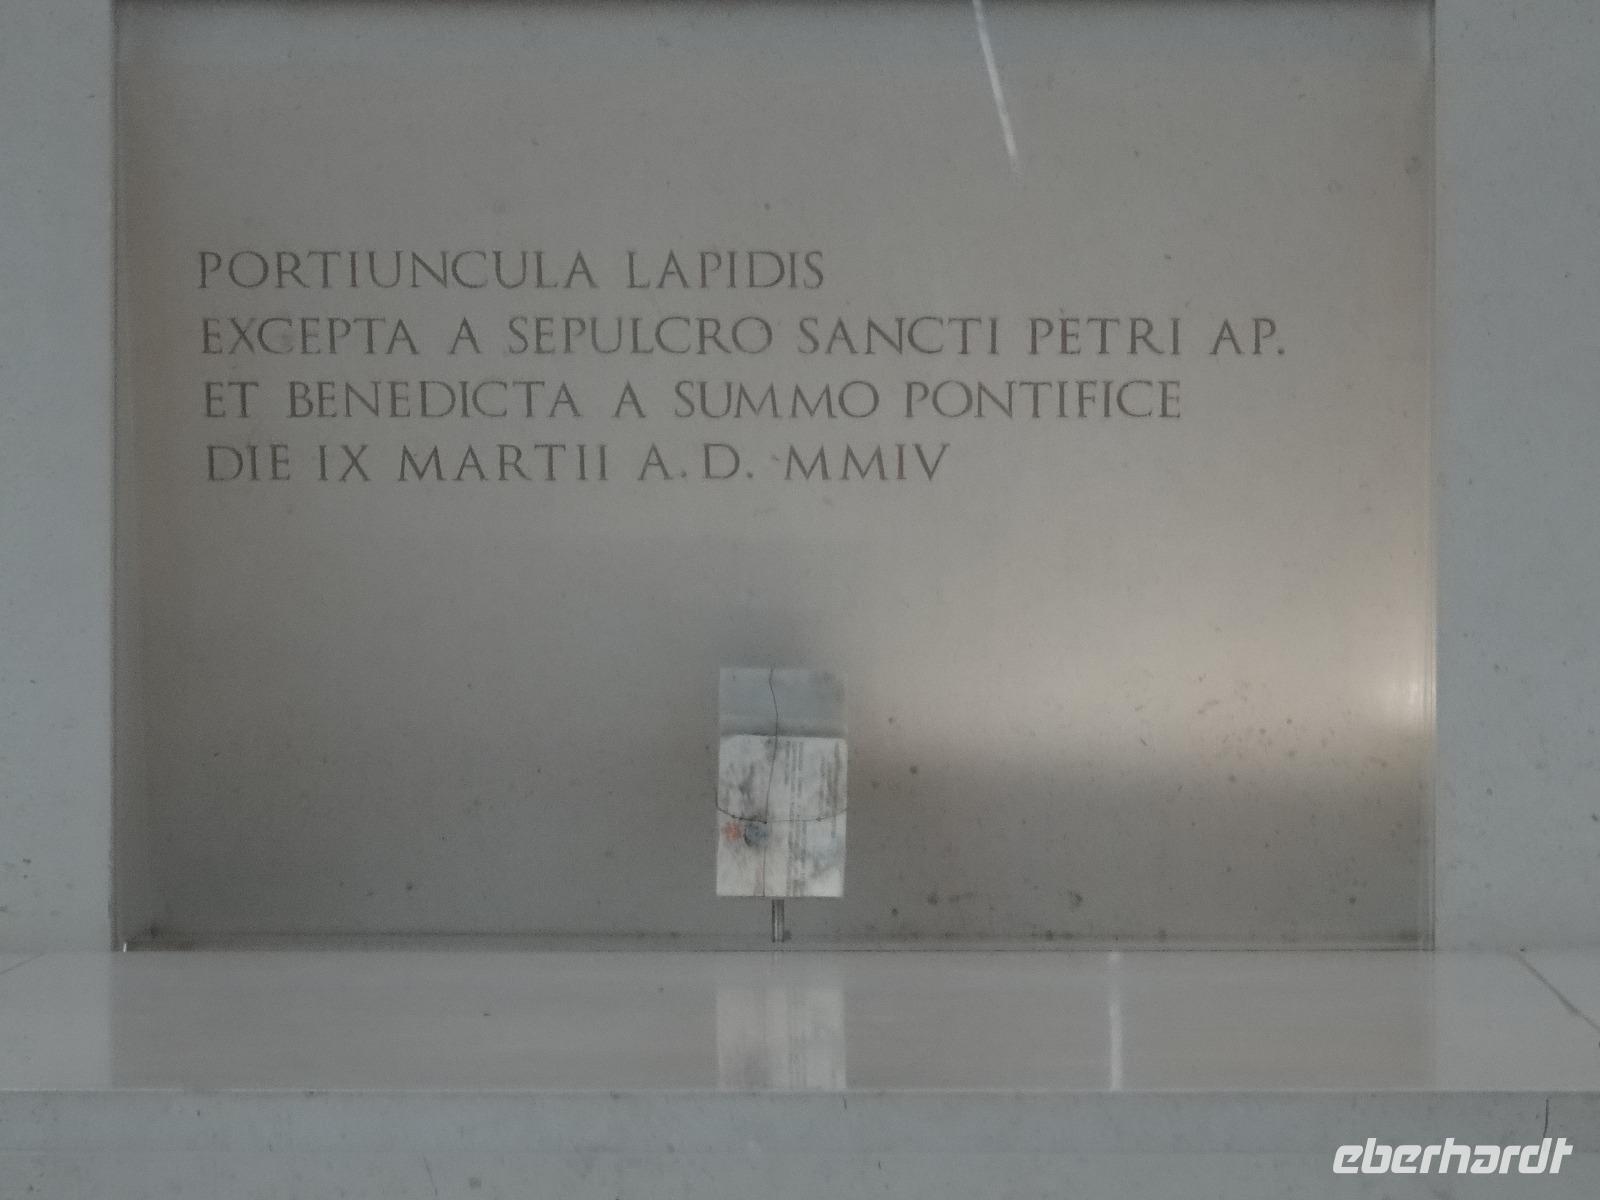 PORTIUNCULA LAPIDIS
EXCEPTA A SEPULCRO SANCTI PETRI AP.
ET BENEDICTA A SUMMO PONTIFICE
DIE IX MARTII A.D. MMIV
eberhardt